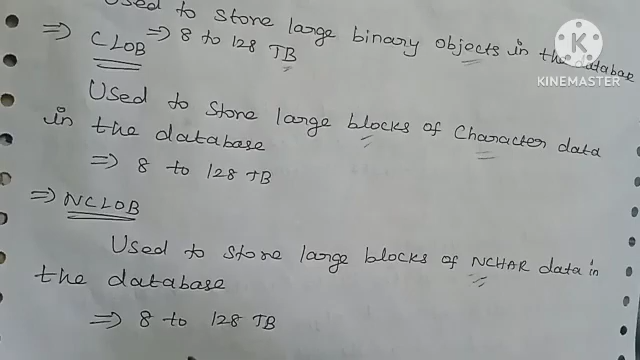 Used to store large binary objects in the database
⇒ 8 to 128 TB
⇒ CLOB
Used to store large blocks of Character data
in the database
⇒ 8 to 128 TB
⇒ NCLOB
Used to store large blocks of NCHAR data in
the database
⇒ 8 to 128 TB
KINEMASTER